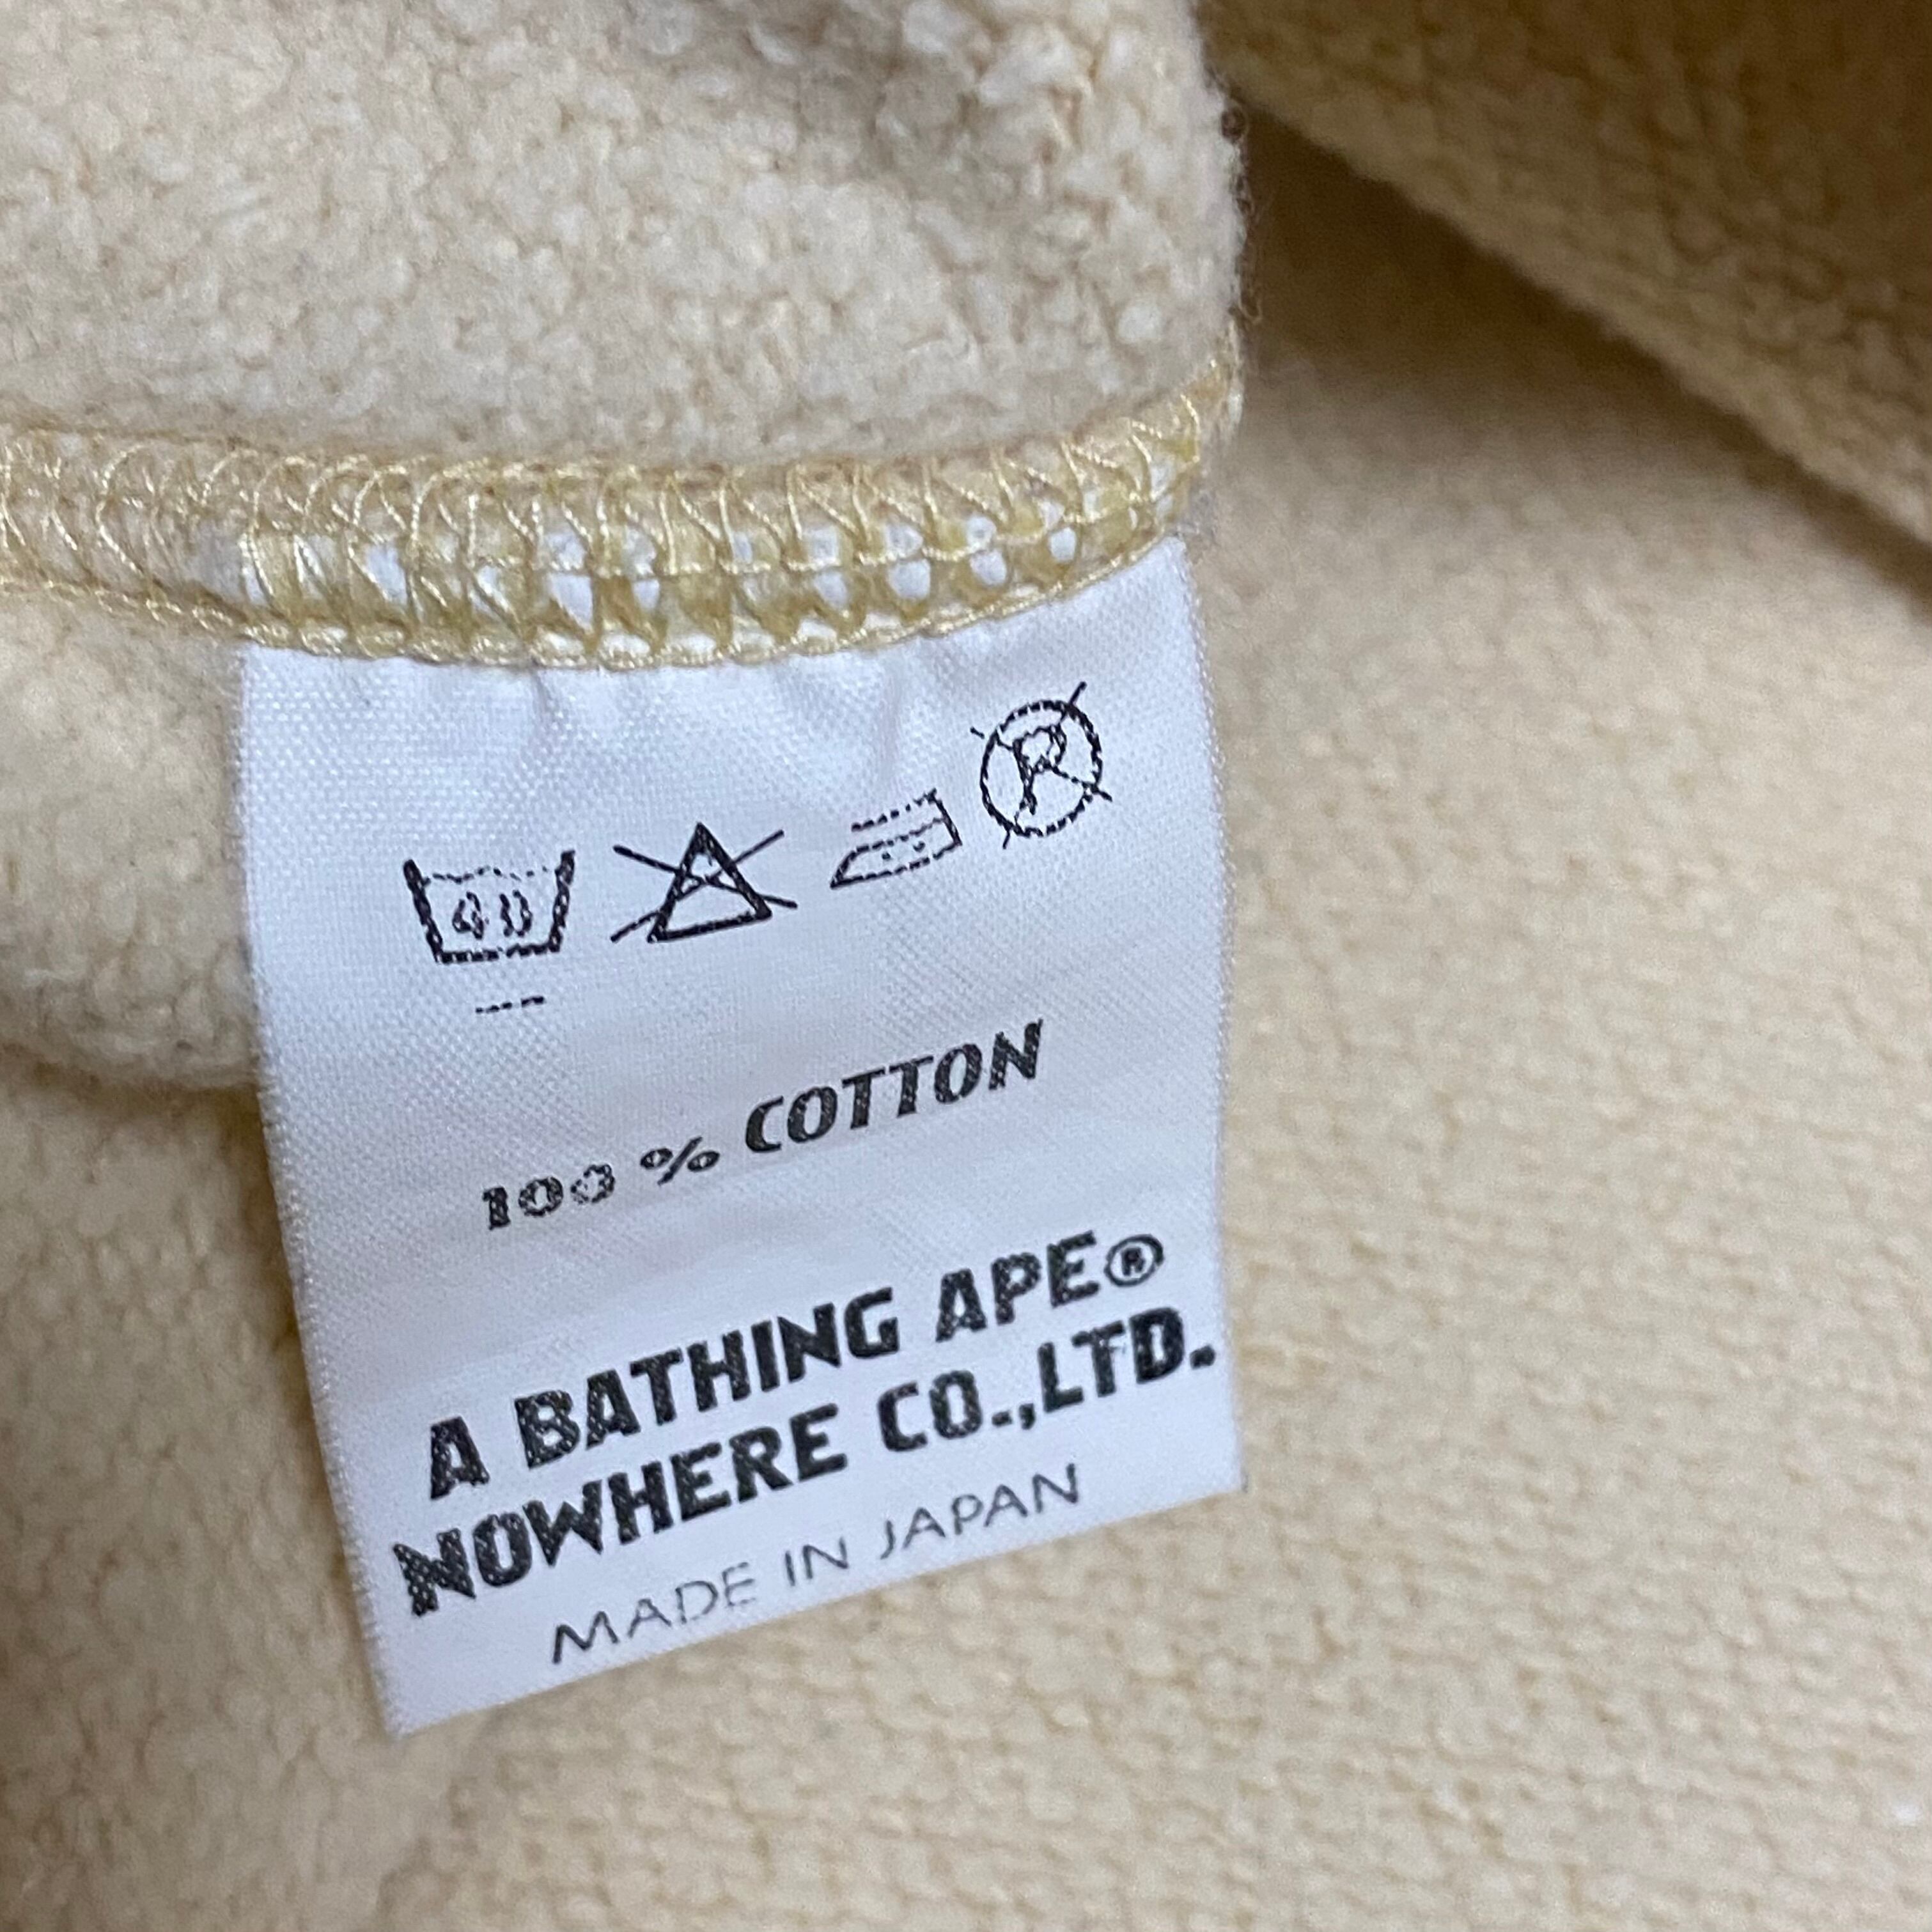 40
P
100 % COTTON
A BATHING APE®
NOWHERE CO.,LTD.
MADE IN JAPAN